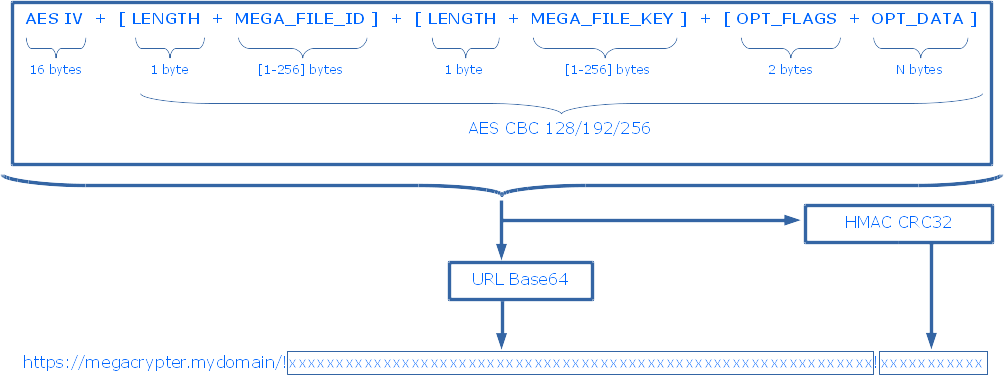 AES IV + [ LENGTH + MEGA_FILE_ID ] + [ LENGTH + MEGA_FILE_KEY ] + [ OPT_FLAGS + OPT_DATA ]
16 bytes 1 byte [1-256] bytes 1 byte [1-256] bytes 2 bytes N bytes
AES CBC 128/192/256
HMAC CRC32
URL Base64
https://megacrypter.mydomain/!xxxxxxxxxxxxxxxxxxxxxxxxxxxxxxxxxxxxxxxxxxxxxxxxxx!xxxxxxxxxxx